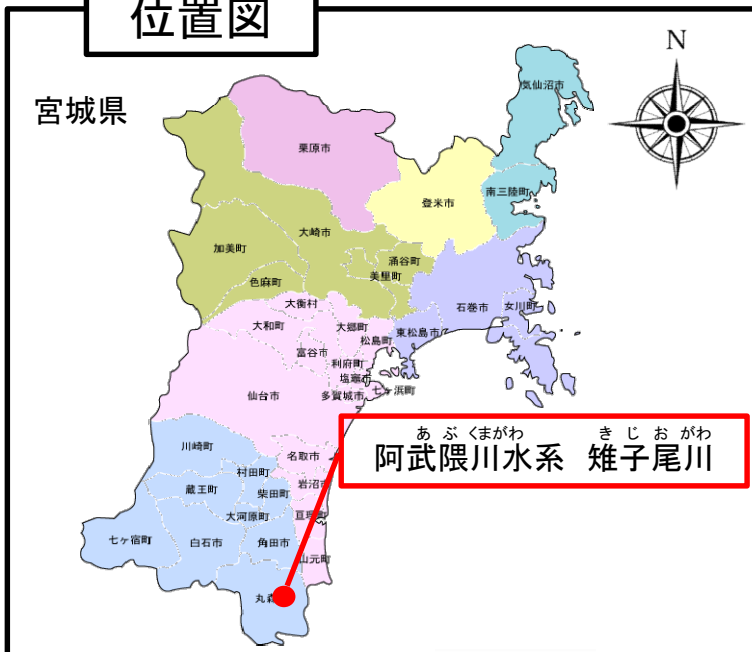 位置図
宮城県
N
気仙沼市
栗原市
登米市
南三陸町
大崎市
加美町
涌谷町
美里町
色麻町
大衡村
石巻市
女川町
大和町
大郷町
松島町
東松島市
富谷市
利府町
塩竈市
七ヶ浜町
仙台市
多賀城市
あぶくまがわ きじおがわ
阿武隈川水系 雉子尾川
川崎町
名取市
村田町
岩沼
蔵王町
柴田町
大河原町
亘理町
七ヶ宿町
白石市
角田市
山元町
丸森